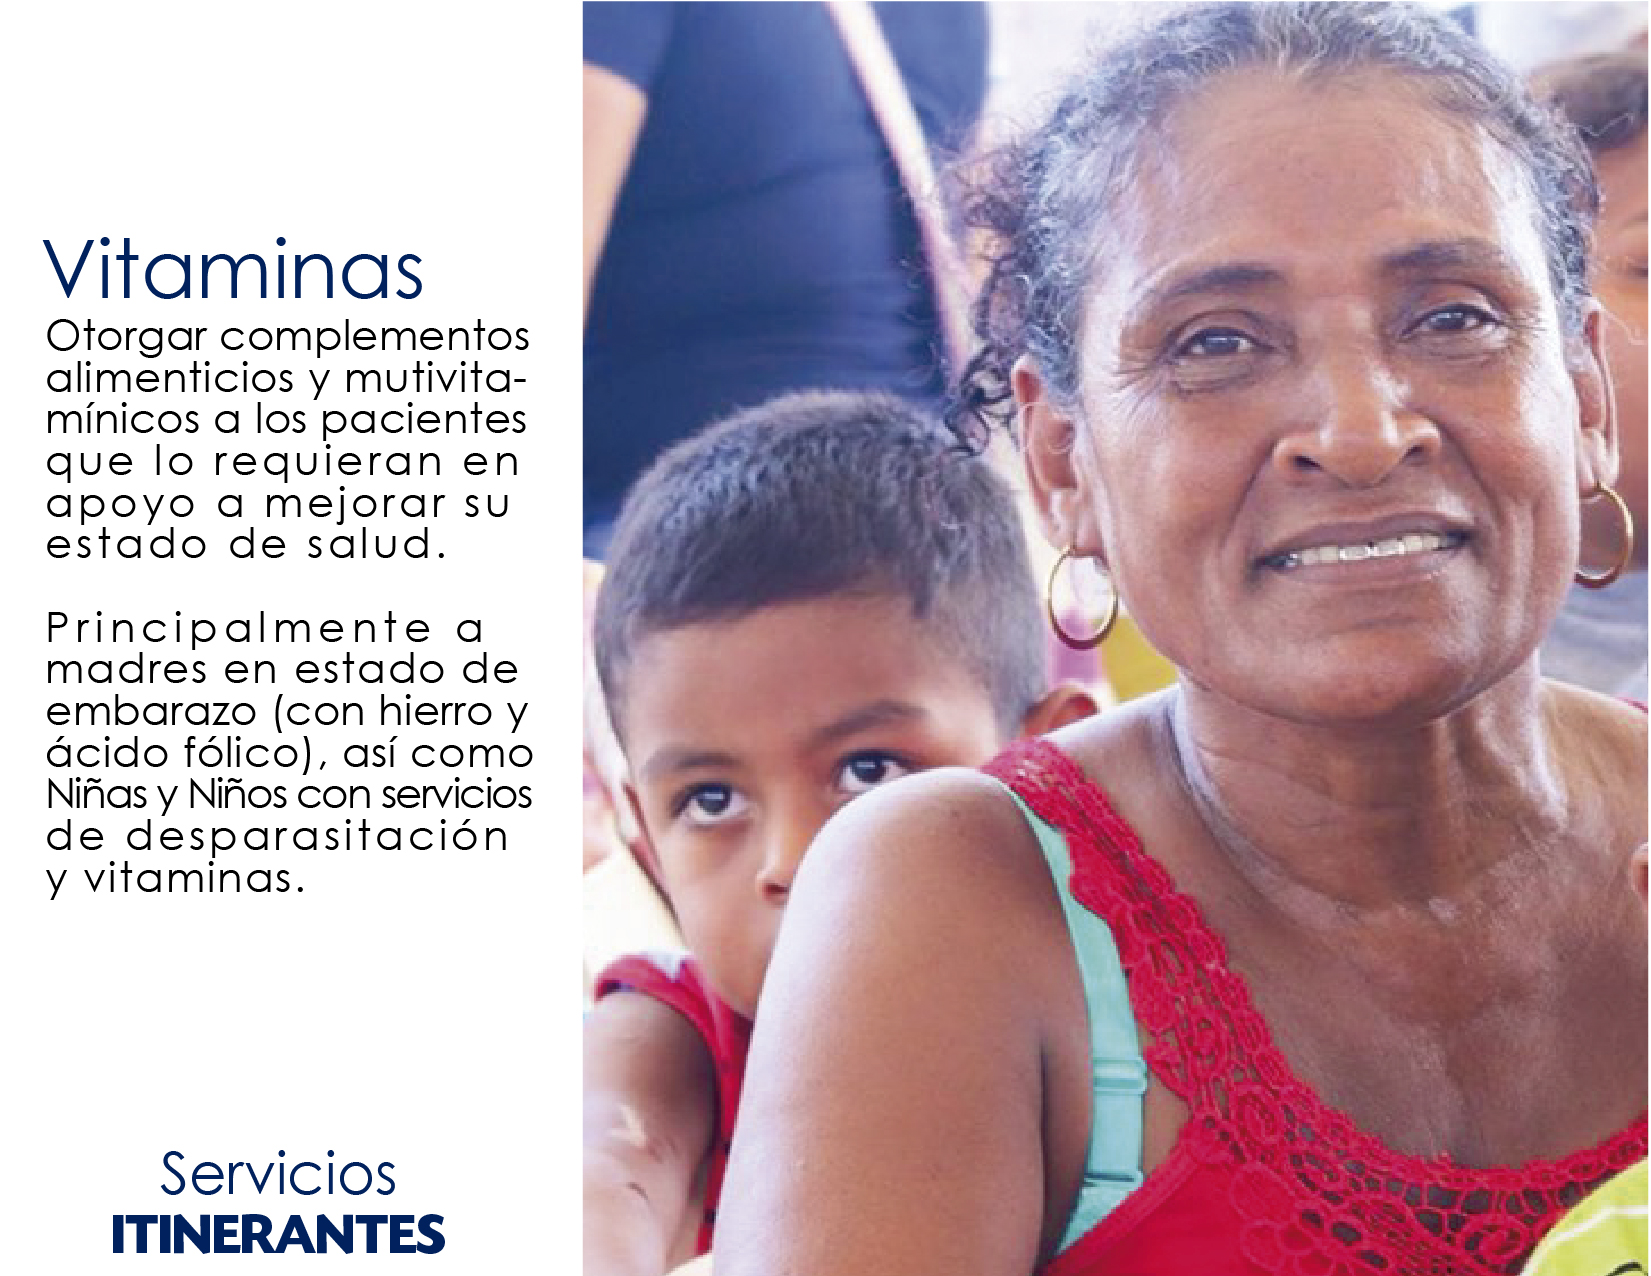 Vitaminas
Otorgar complementos
alimenticios y mutivita-
mínicos a los pacientes
que lo requieran en
apoyo a mejorar su
estado de salud.
Principalmente a
madres en estado de
embarazo (con hierro y
ácido fólico), así como
Niñas y Niños con servicios
de desparasitación
y vitaminas.
Servicios
ITINERANTES